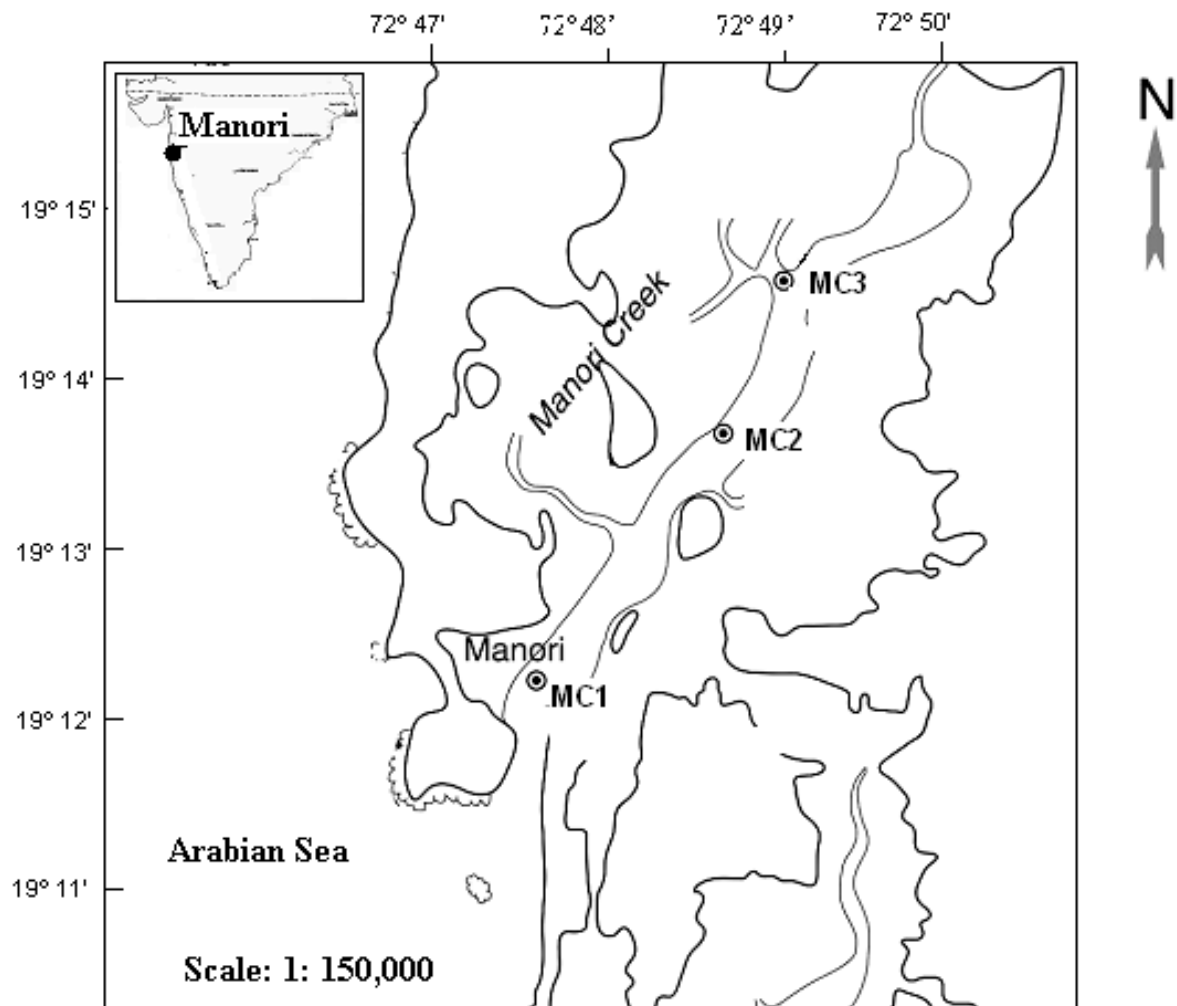 72° 47' 72° 48' 72° 49' 72° 50'
N
Manori
19° 15'
MC3
Manori Creek
19° 14'
MC2
19° 13'
Manori
MC1
19° 12'
Arabian Sea
19° 11'
Scale: 1: 150,000